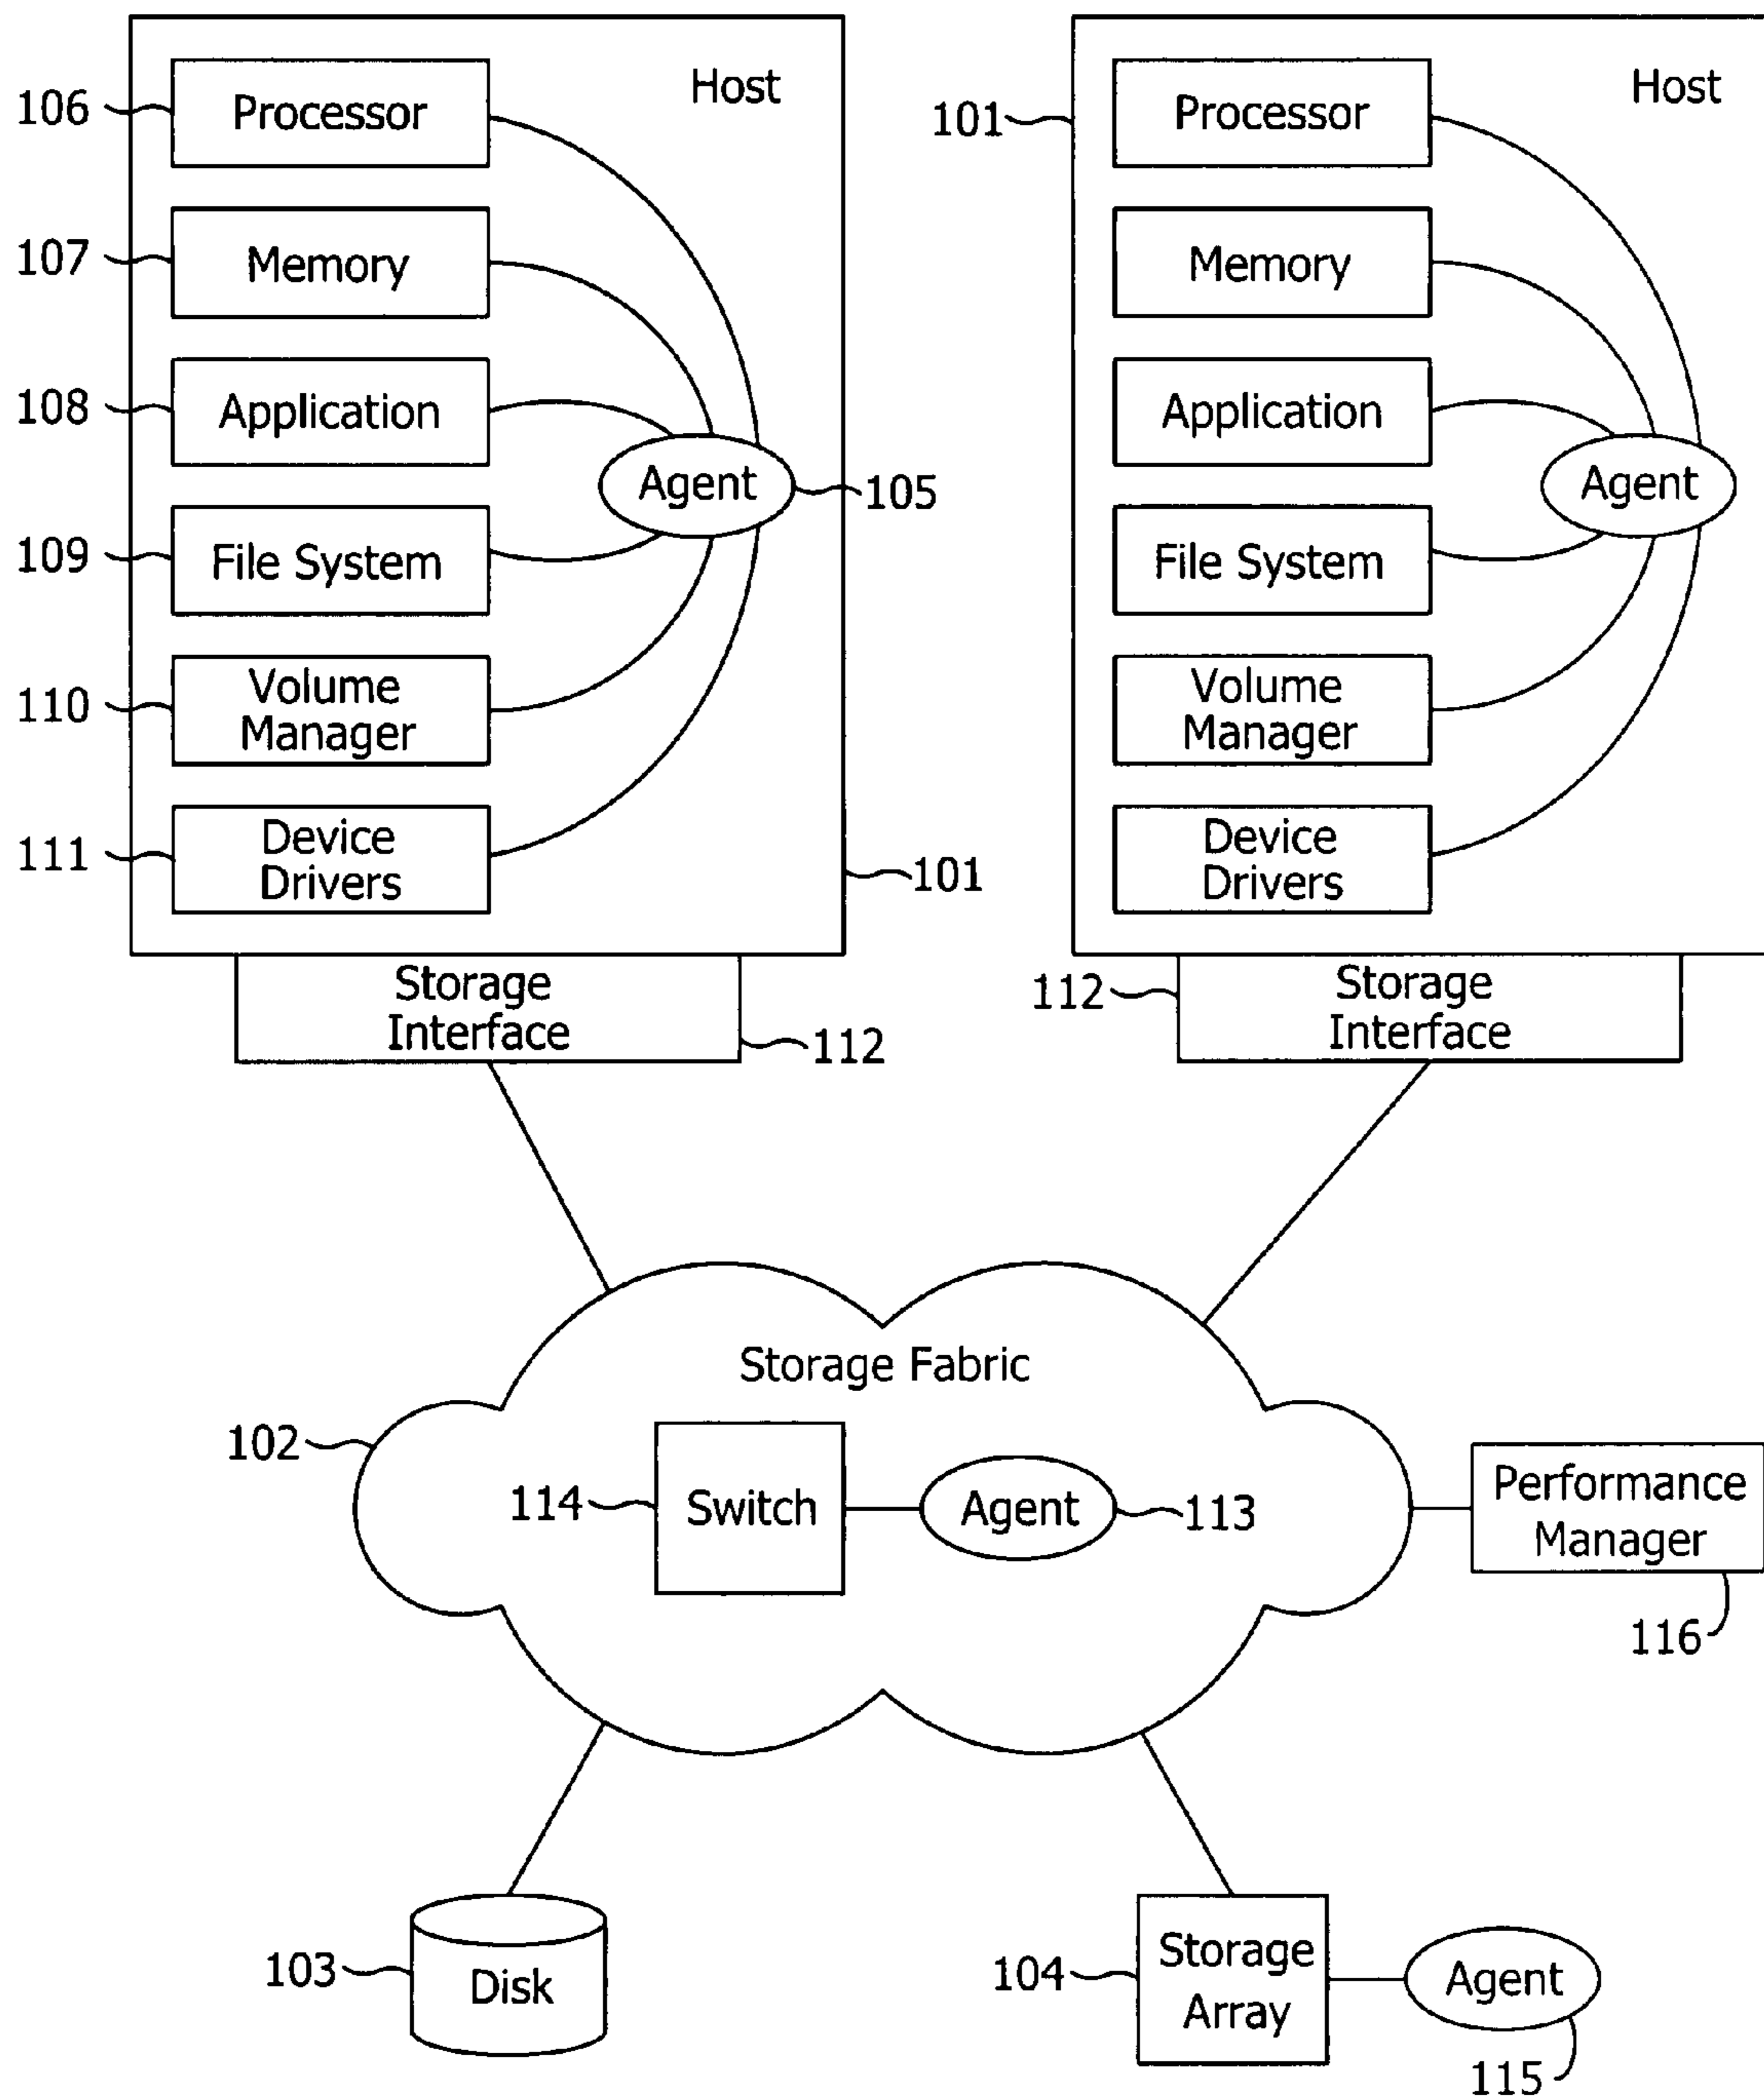 Host
106
Processor
107
Memory
108
Application
Agent
105
109
File System
110
Volume
Manager
111
Device
Drivers
101
Storage
Interface
112
Host
101
Processor
Memory
Application
Agent
File System
Volume
Manager
Device
Drivers
112
Storage
Interface
Storage Fabric
102
114
Switch
Agent
113
Performance
Manager
116
103
Disk
104
Storage
Array
Agent
115